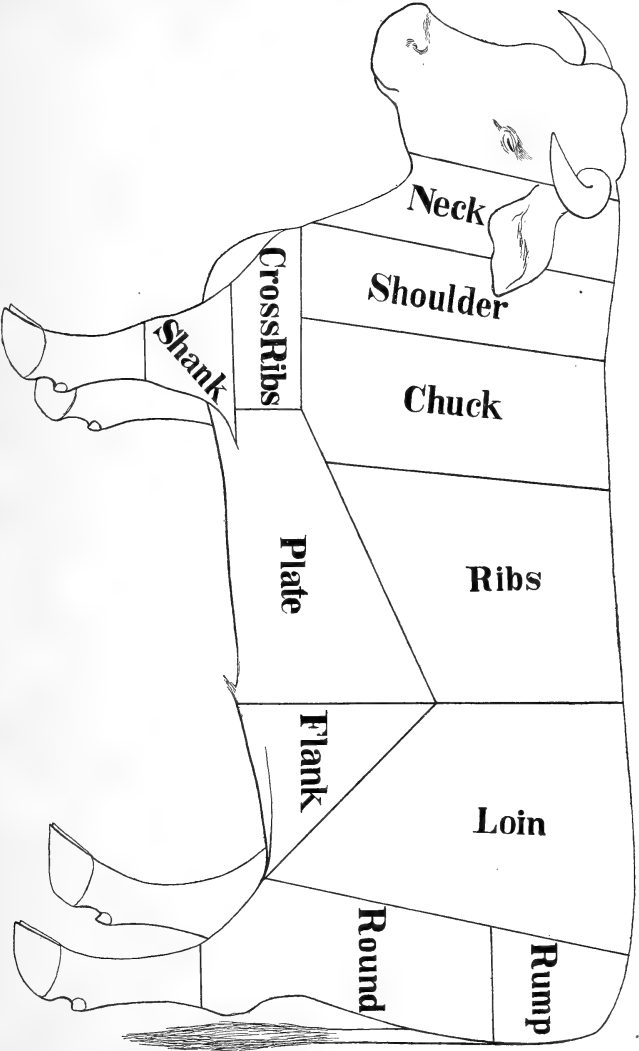 Neck
Shoulder
CrossRibs
Shank
Chuck
Ribs
Plate
Flank
Loin
Round
Rump